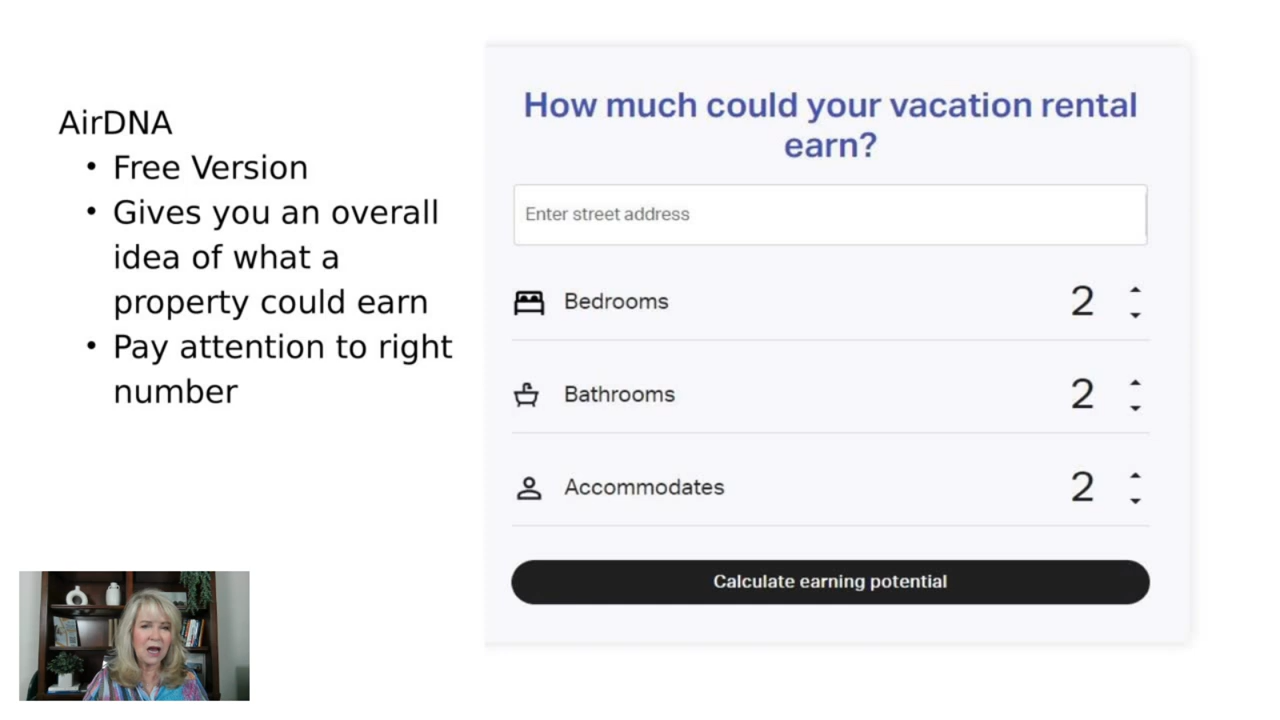 AirDNA
• Free Version
• Gives you an overall
idea of what a
property could earn
• Pay attention to right
number
How much could your vacation rental
earn?
Enter street address
Bedrooms 2
Bathrooms 2
Accommodates 2
Calculate earning potential